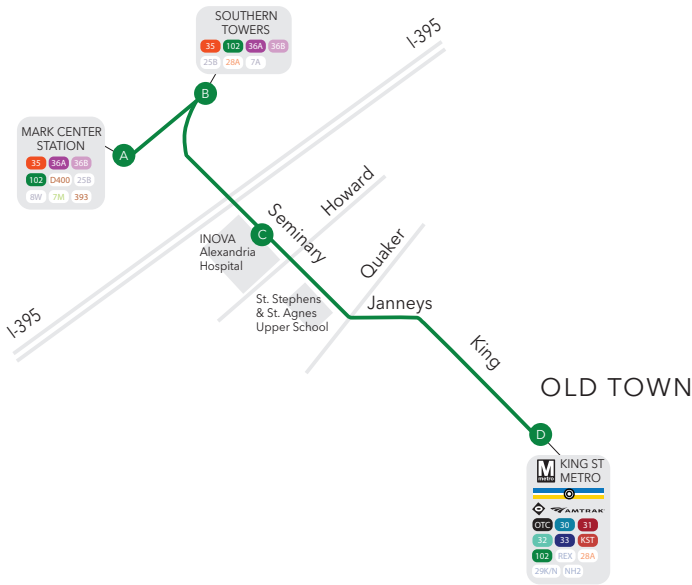 SOUTHERN
TOWERS
35 102 36A 36B
25B 28A 7A
I-395
B
MARK CENTER
STATION
35 36A 36B
102 D400 25B
8W 7M 393
A
Howard
Seminary
C
INOVA
Alexandria
Hospital
Quaker
St. Stephens
& St. Agnes
Upper School
Janneys
I-395
King
OLD TOWN
D
M
metro
KING ST
METRO
AMTRAK
OTC 30 31
32 33 KST
102 REX 28A
29K/N NH2